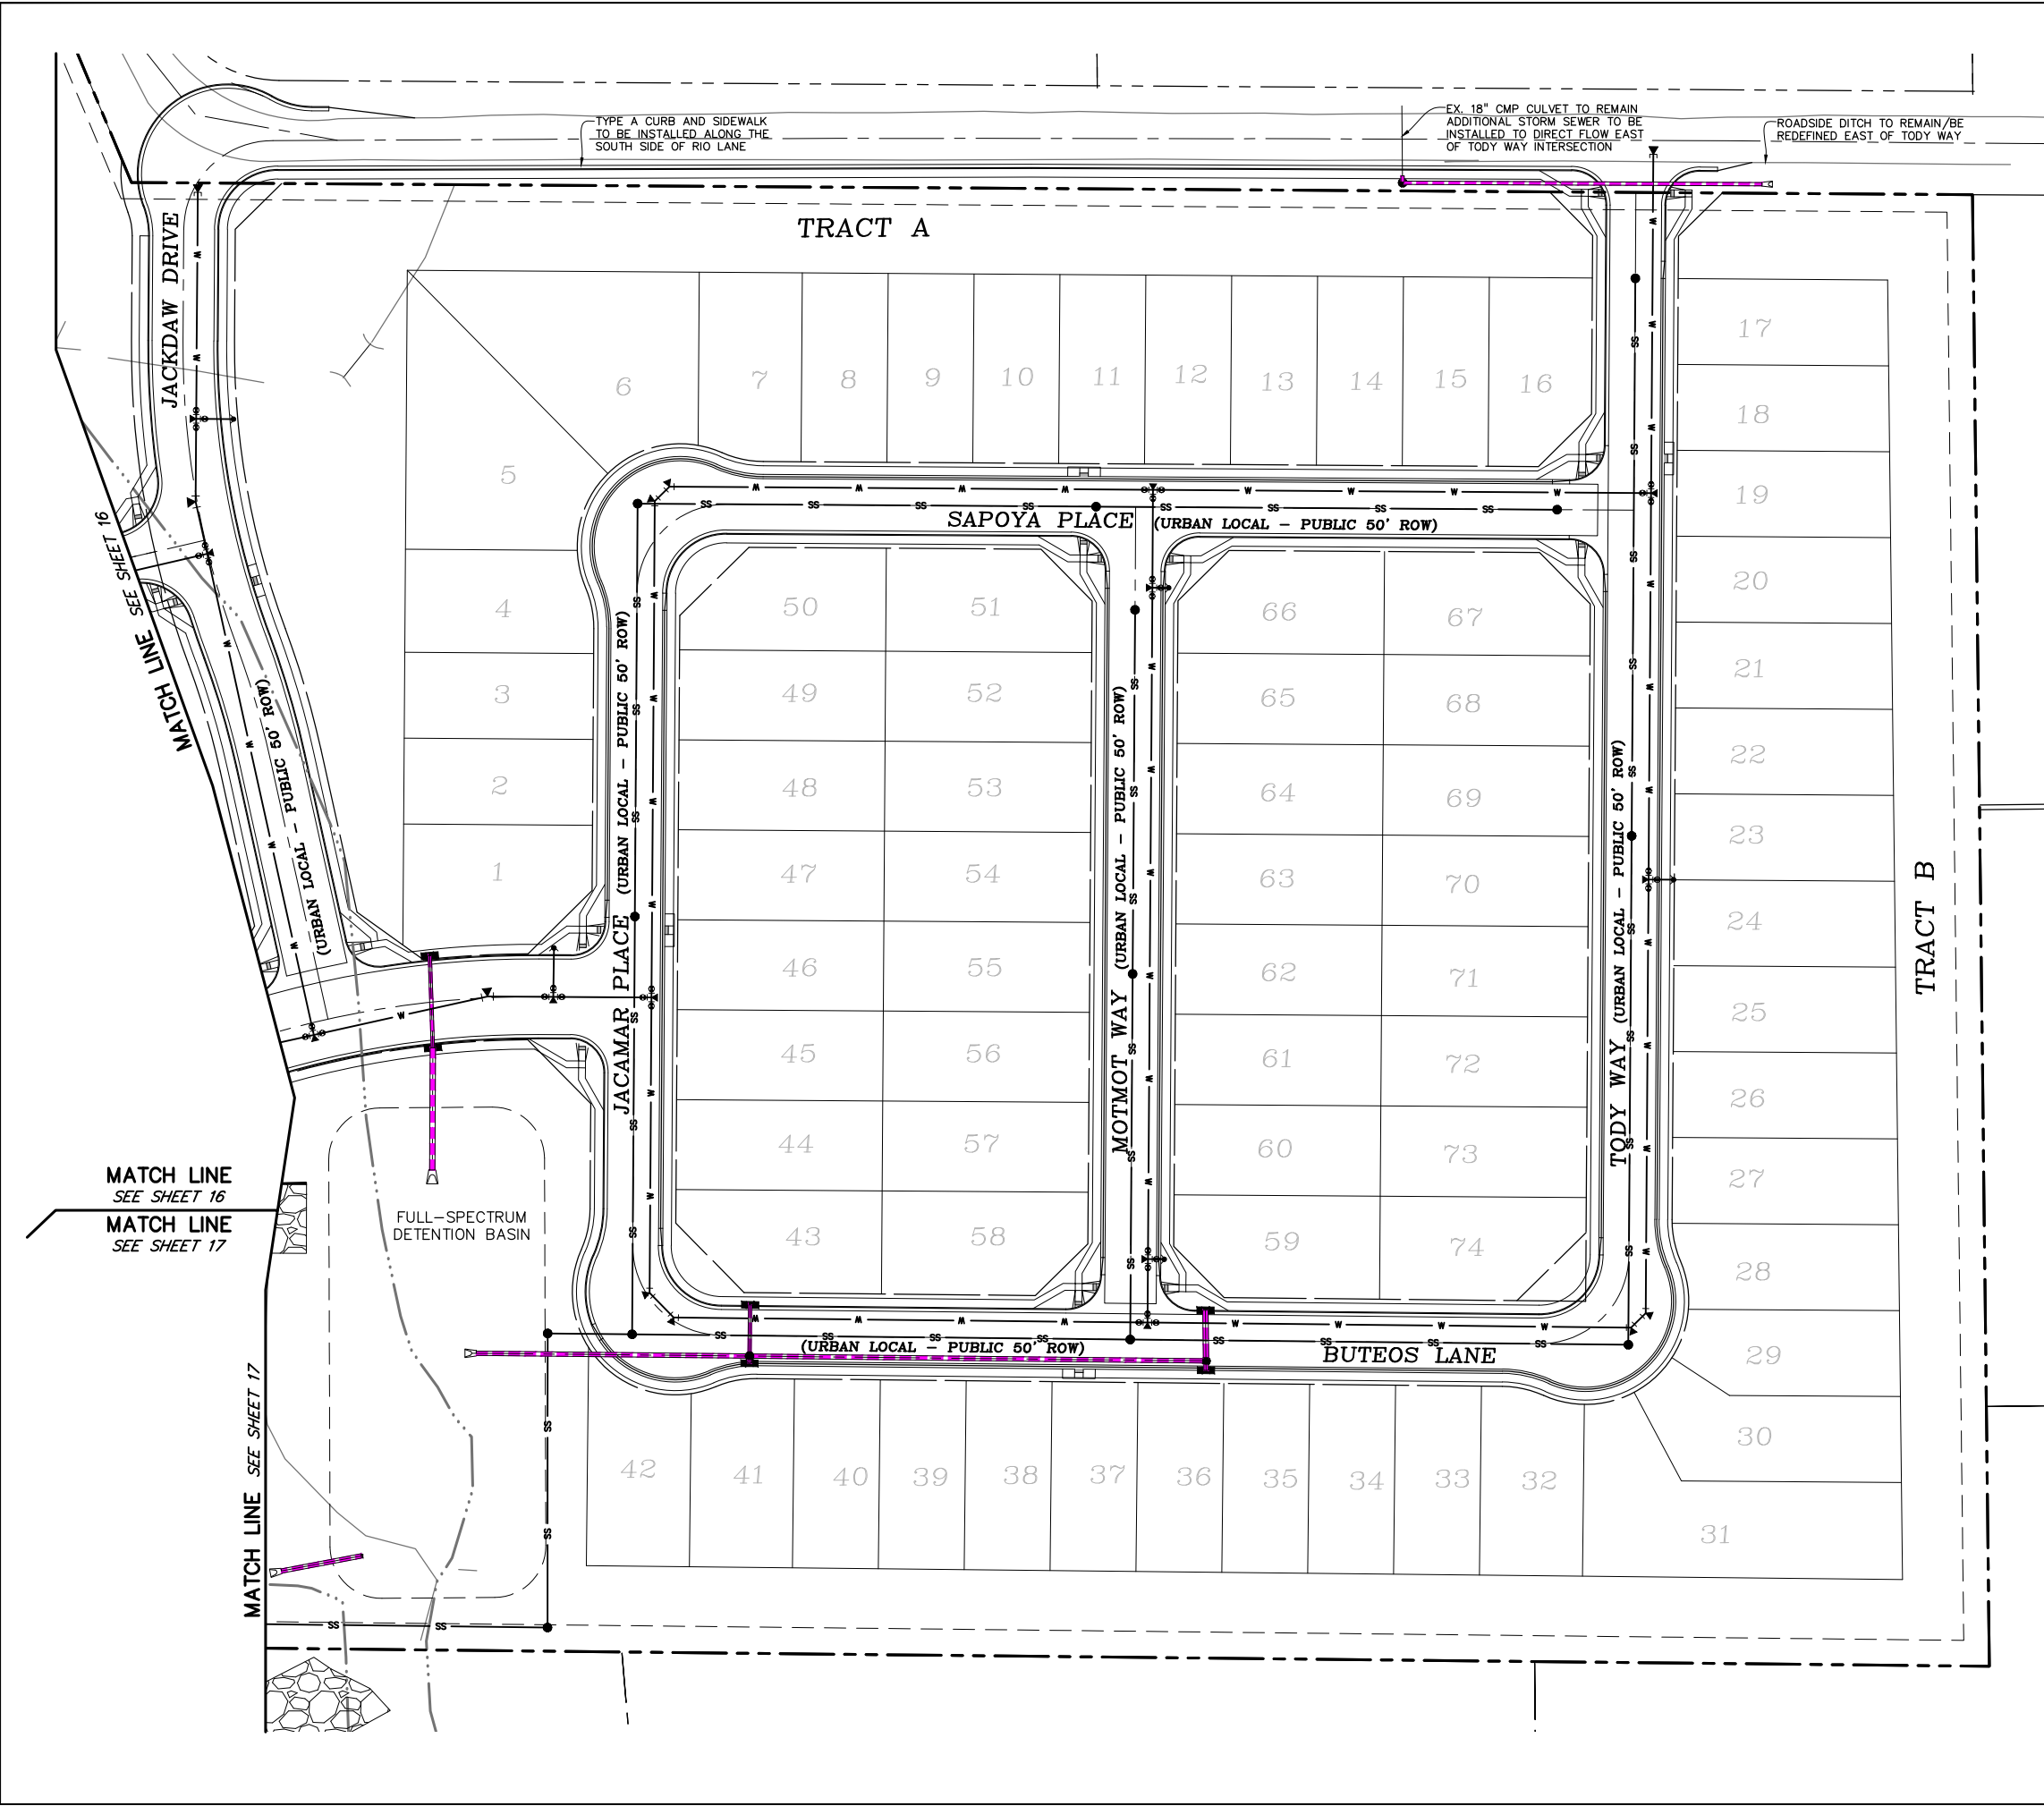 TYPE A CURB AND SIDEWALK
TO BE INSTALLED ALONG THE
SOUTH SIDE OF RIO LANE
EX. 18" CMP CULVET TO REMAIN
ADDITIONAL STORM SEWER TO BE
INSTALLED TO DIRECT FLOW EAST
OF TODY WAY INTERSECTION
ROADSIDE DITCH TO REMAIN/BE
REDEFINED EAST OF TODY WAY
TRACT A
JACKDAW DRIVE
(URBAN LOCAL - PUBLIC 50' ROW)
MATCH LINE SEE SHEET 16
6
7
8
9
10
11
12
13
14
15
16
17
18
19
20
21
22
23
24
25
26
27
28
29
30
31
5
4
3
2
1
SAPOYA PLACE (URBAN LOCAL - PUBLIC 50' ROW)
50
51
66
67
49
52
65
68
48
53
64
69
47
54
63
70
46
55
62
71
45
56
61
72
44
57
60
73
43
58
59
74
JACAMAR PLACE (URBAN LOCAL - PUBLIC 50' ROW)
MOTMOT WAY (URBAN LOCAL - PUBLIC 50' ROW)
TODY WAY (URBAN LOCAL - PUBLIC 50' ROW)
TRACT B
MATCH LINE
SEE SHEET 16
MATCH LINE
SEE SHEET 17
FULL-SPECTRUM
DETENTION BASIN
(URBAN LOCAL - PUBLIC 50' ROW)
BUTEOS LANE
42
41
40
39
38
37
36
35
34
33
32
MATCH LINE SEE SHEET 17